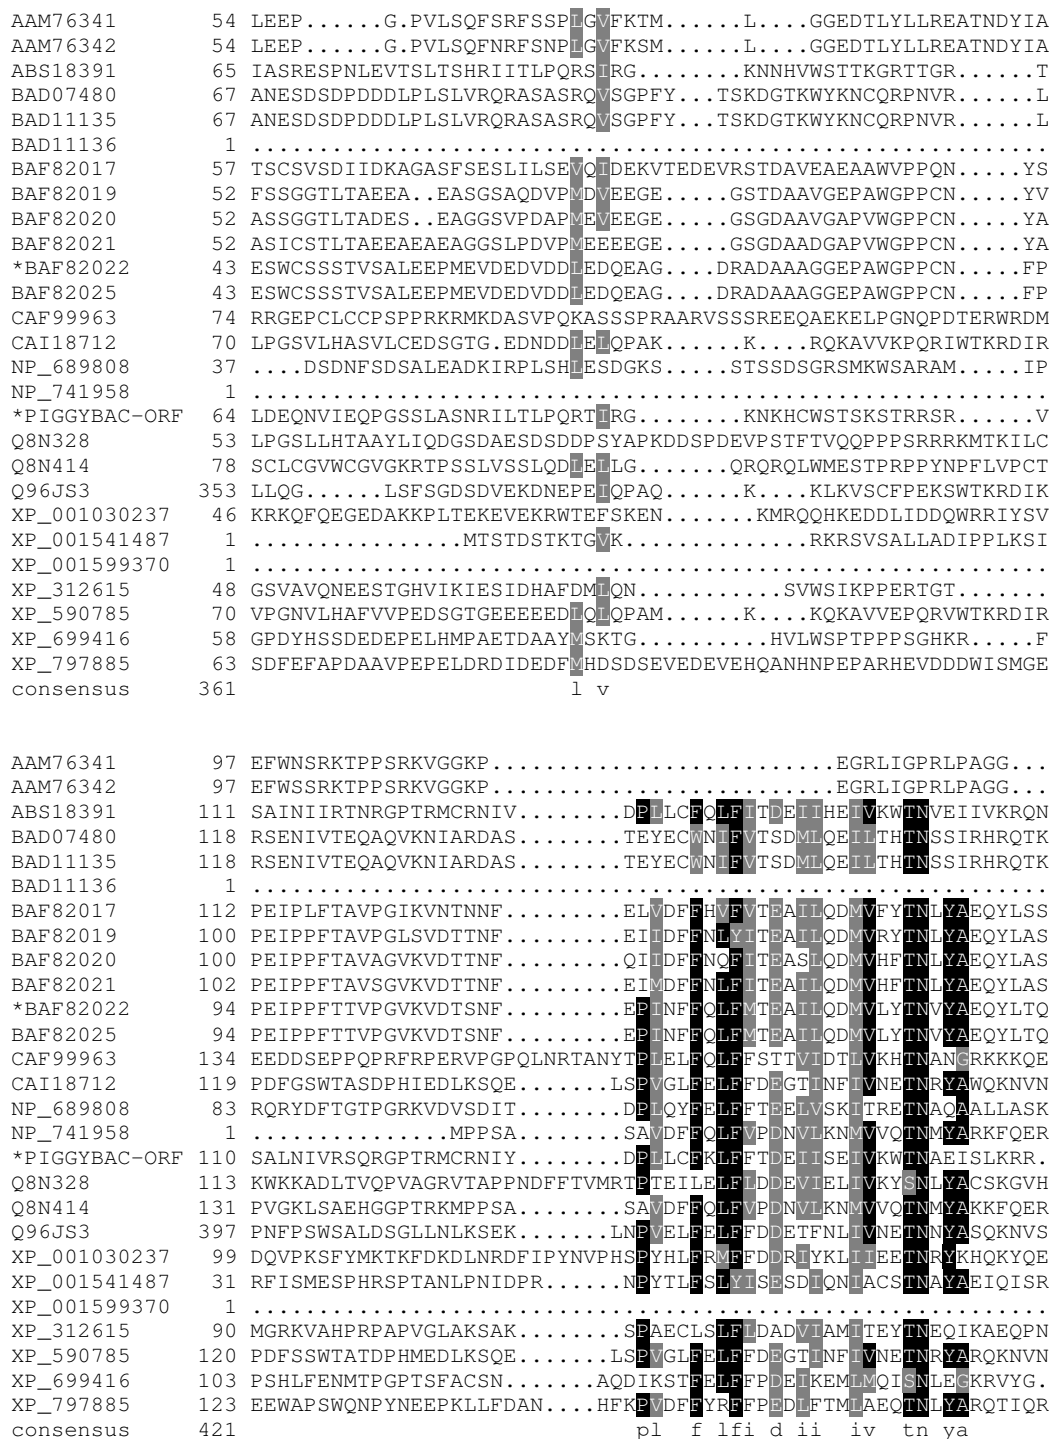 AAM76341 54 LEEP......G.PVLSQFSRFSSPLGVFKTM.......L....GGEDTLYLLREATNDYIA
AAM76342 54 LEEP......G.PVLSQFNRFSNPLGVFKSM.......L....GGEDTLYLLREATNDYIA
ABS18391 65 IASRESPNLEVTSLTSHRIITLPQRSIRG........KNNHVWSTTKGRTTGR......T
BAD07480 67 ANESDSDPDDDLPLSLVRQRASASRQVSGPFY...TSKDGTKWYKNCQRPNVR......L
BAD11135 67 ANESDSDPDDDLPLSLVRQRASASRQVSGPFY...TSKDGTKWYKNCQRPNVR......L
BAD11136 1 ............................................................
BAF82017 57 TSCSVSDIIDKAGASFSESLILSEVQIDEKVTEDEVRSTDAVEAEAAWVPPQN.....YS
BAF82019 52 FSSGGTLTAEEA..EASGSAQDVPMDVEEGE....GSTDAAVGEPAWGPPCN.....YV
BAF82020 52 ASSGGTLTADES..EAGGSVPDAPMEVEEGE....GSGDAAVGAPVWGPPCN.....YA
BAF82021 52 ASICSTLTAEEAEAEAGGSLPDVPMEEEEGE....GSGDAADGAPVWGPPCN.....YA
*BAF82022 43 ESWCSSSTVSALEEPMEVDEDVDDLEDQEAG....DRADAAAGGEPAWGPPCN.....FP
BAF82025 43 ESWCSSSTVSALEEPMEVDEDVDDLEDQEAG....DRADAAAGGEPAWGPPCN.....FP
CAF99963 74 RRGEPCLCCPSPPRKRMKDASVPQKASSSPRAARVSSSREEQAEKELPGNQPDTERWRDM
CAI18712 70 LPGSVLHASVLCEDSGTG.EDNDDLELQPAK......K....RQKAVVKPQRIWTKRDIR
NP_689808 37 ....DSDNFSDSALEADKIRPLSHLESDGKS.....STSSDSGRSMKWSARAM.....IP
NP_741958 1 ............................................................
*PIGGYBAC-ORF 64 LDEQNVIEQPGSSLASNRILTLPQRTIRG........KNKHCWSTSKSTRRSR......V
Q8N328 53 LPGSLLHTAAYLIQDGSDAESDSDDPSYAPKDDSPDEVPSTFTVQQPPPSRRRKMTKILC
Q8N414 78 SCLCGVWCGVGKRTPSSLVSSLQDLELLG.......QRQRQLWMESTPRPPYNPFLVPCT
Q96JS3 353 LLQG......LSFSGDSDVEKDNEPEIQPAQ......K....KLKVSCFPEKSWTKRDIK
XP_001030237 46 KRKQFQEGEDAKKPLTEKEVEKRWTEFSKEN.......KMRQQHKEDDLIDDQWRRIYSV
XP_001541487 1 ................MTSTDSTKTGVK..............RKRSVSALLADIPPLKSI
XP_001599370 1 ............................................................
XP_312615 48 GSVAVQNEESTGHVIKIESIDHAFDMLQN...........SVWSIKPPERTGT.......
XP_590785 70 VPGNVLHAFVVPEDSGTGEEEEEDLQLQPAM.....K....KQKAVVEPQRVWTKRDIR
XP_699416 58 GPDYHSSDEDEPELHMPAETDAAYMSKTG..........HVLWSPTPPPSGHKR.....F
XP_797885 63 SDFEFAPDAAVPEPELDRDIDEDFMHDSDSEVEDEVEHQANHNPEPARHEVDDDWISMGE
consensus 361 l v
AAM76341 97 EFWNSRKTPPSRKVGGKP..........................EGRLIGPRLPAGG...
AAM76342 97 EFWNSRKTPPSRKVGGKP..........................EGRLIGPRLPAGG...
ABS18391 111 SAINIIRTNRGPTRMCRNIV........DPLLCFQLFITDEIIHEIVKWTNVEIIVKRQN
BAD07480 118 RSENIVTEQAQVKNIARDAS........TEYECWNIFVTSDMLQEILTHTNSSIRHRQTK
BAD11135 118 RSENIVTEQAQVKNIARDAS........TEYECWNIFVTSDMLQEILTHTNSSIRHRQTK
BAD11136 1 ............................................................
BAF82017 112 PEIPLFTAVPGIKVNTNNF.........ELVDFFHVFVTEAILQDMVFYTNLYAEQYLSS
BAF82019 100 PEIPPFTAVPGLSVDTTNF.........EIIDFFNLYITEAILQDMVRYTNLYAEQYLAS
BAF82020 100 PEIPPFTAVAGVKVDTTNF.........QIIDFFNQFITEASLQDMVHFTNLYAEQYLAS
BAF82021 102 PEIPPFTAVSGVKVDTTNF.........EIMDFFNLFITEAILQDMVHFTNLYAEQYLAS
*BAF82022 94 PEIPPFTTVPGVKVDTSNF.........EPINFFQLFMTEAILQDMVLYTNVYAEQYLTQ
BAF82025 94 PEIPPFTTVPGVKVDTSNF.........EPINFFQLFMTEAILQDMVLYTNVYAEQYLTQ
CAF99963 134 EEDDSEPPQPRFRPERVPGPQLNRTANYTPLELFQLFFSTTVIDTLVKHTNANGRKKKQE
CAI18712 119 PDFGSWTASDPHIEDLKSQE.......LSPVGLFELFFDEGTINFIVNETNRYAWQKNVN
NP_689808 83 RQRYDFTGTPGRKVDVSDIT........DPLQYFELFFTEELVSKITRETNAQAALLASK
NP_741958 1 .................MPPSA......SAVDFFQLFVPDNVLKNMVVQTNMYARKFQER
*PIGGYBAC-ORF 110 SALNIVRSQRGPTRMCRNIY........DPLLCFKLFFTDEIISEIVKWTNAEISLKRR.
Q8N328 113 KWKKADLTVQPVAGRVTAPPNDFFTVMRTPTEILELFLDDEVIELIVKYSNLYACSKGVH
Q8N414 131 PVGKLSAEHGGPTRKMPPSA........SAVDFFQLFVPDNVLKNMVVQTNMYAKKFQER
Q96JS3 397 PNFPSWSALDSGLLNLKSEK.......LNPVELFELFFDDETFNLIVNETNNYASQKNVS
XP_001030237 99 DQVPKSFYMKTKFDKDLNRDFIPYNVPHSPYHLFRMFFDDRIYKLIIEETNRYKHQKYQE
XP_001541487 31 RFISMESPHRSPTANLPNIDPR......NPYTLFSLYISESDIQNIACSTNAYAEIQISR
XP_001599370 1 ............................................................
XP_312615 90 MGRKVAHPRPAPVGLAKSAK........SPAECLSLFLDADVIAMITEYTNEQIKAEQPN
XP_590785 120 PDFSSWTATDPHMEDLKSQE.......LSPVGLFELFFDEGTINFIVNETNRYARQKNVN
XP_699416 103 PSHLFENMTPGPTSFACSN.......AQDIKSTFELFFPDEIKEMLMQISNLEGKRVYG.
XP_797885 123 EEWAPSWQNPYNEEPKLLFDAN....HFKPVDFFYRFFPEDLFTMLAEQTNLYARQTIQR
consensus 421 pl f lfi d ii iv tn ya